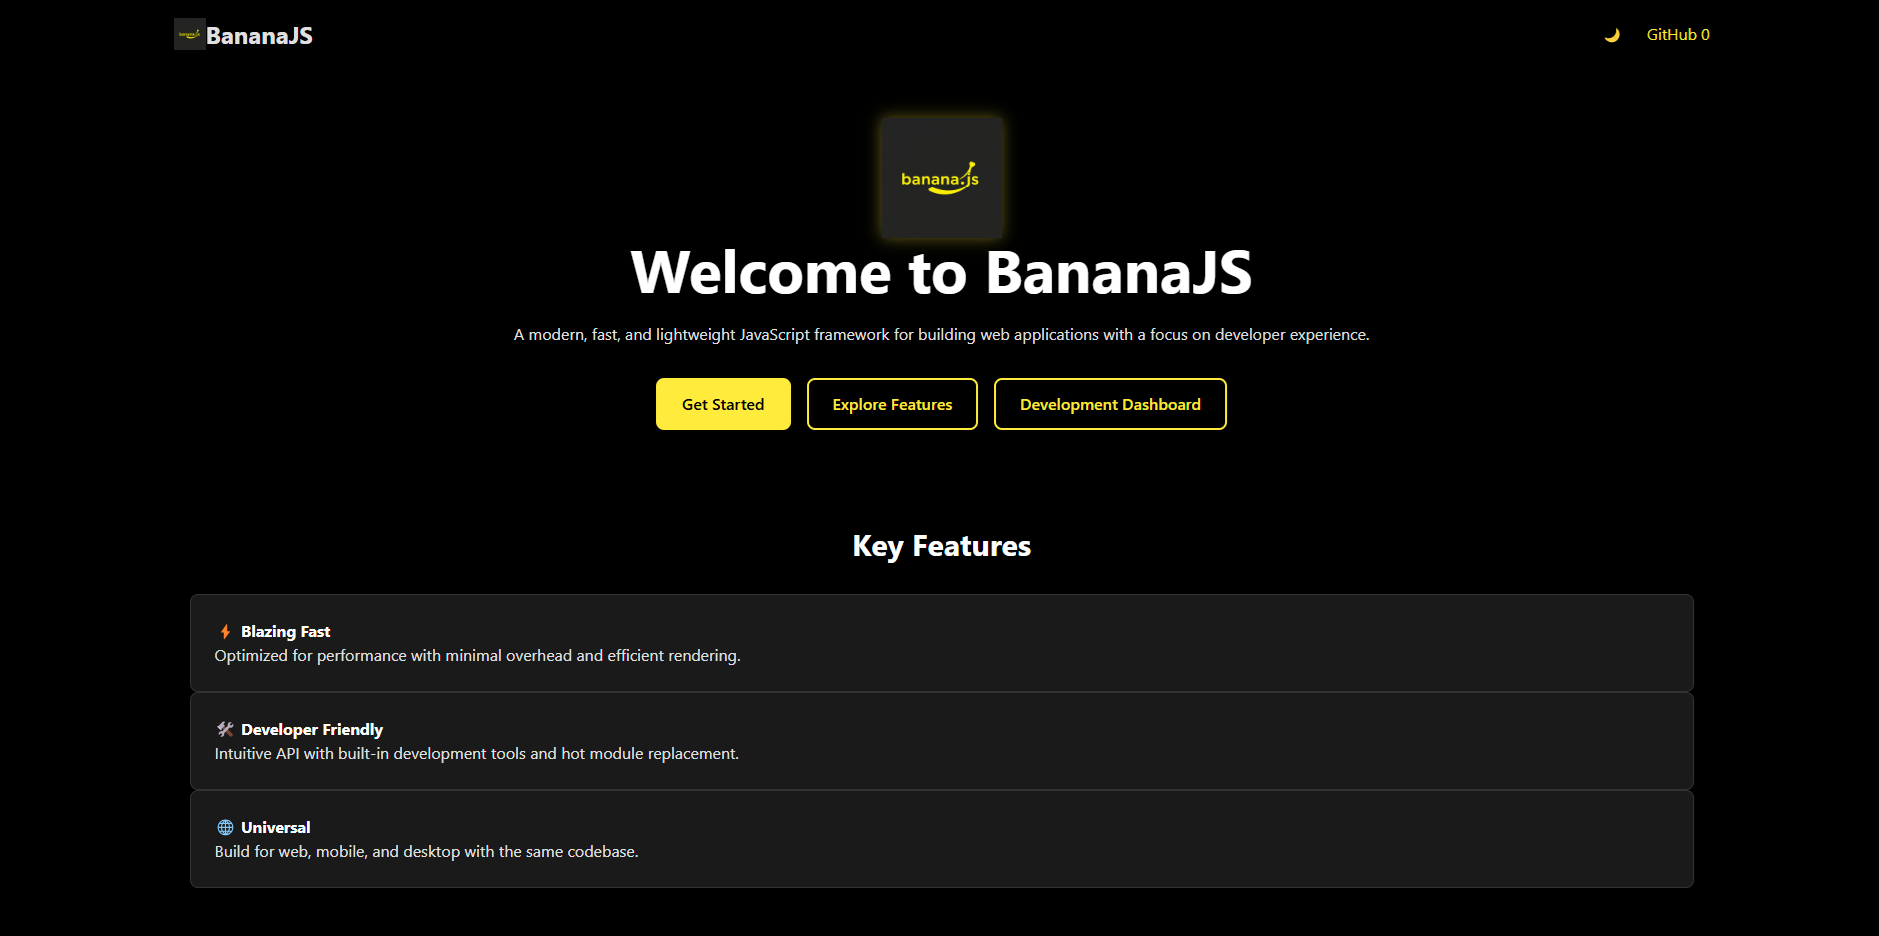 BananaJS
🌙 GitHub 0
banana.js
Welcome to BananaJS
A modern, fast, and lightweight JavaScript framework for building web applications with a focus on developer experience.
Get Started
Explore Features
Development Dashboard
Key Features
⚡ Blazing Fast
Optimized for performance with minimal overhead and efficient rendering.
🛠️ Developer Friendly
Intuitive API with built-in development tools and hot module replacement.
🌐 Universal
Build for web, mobile, and desktop with the same codebase.